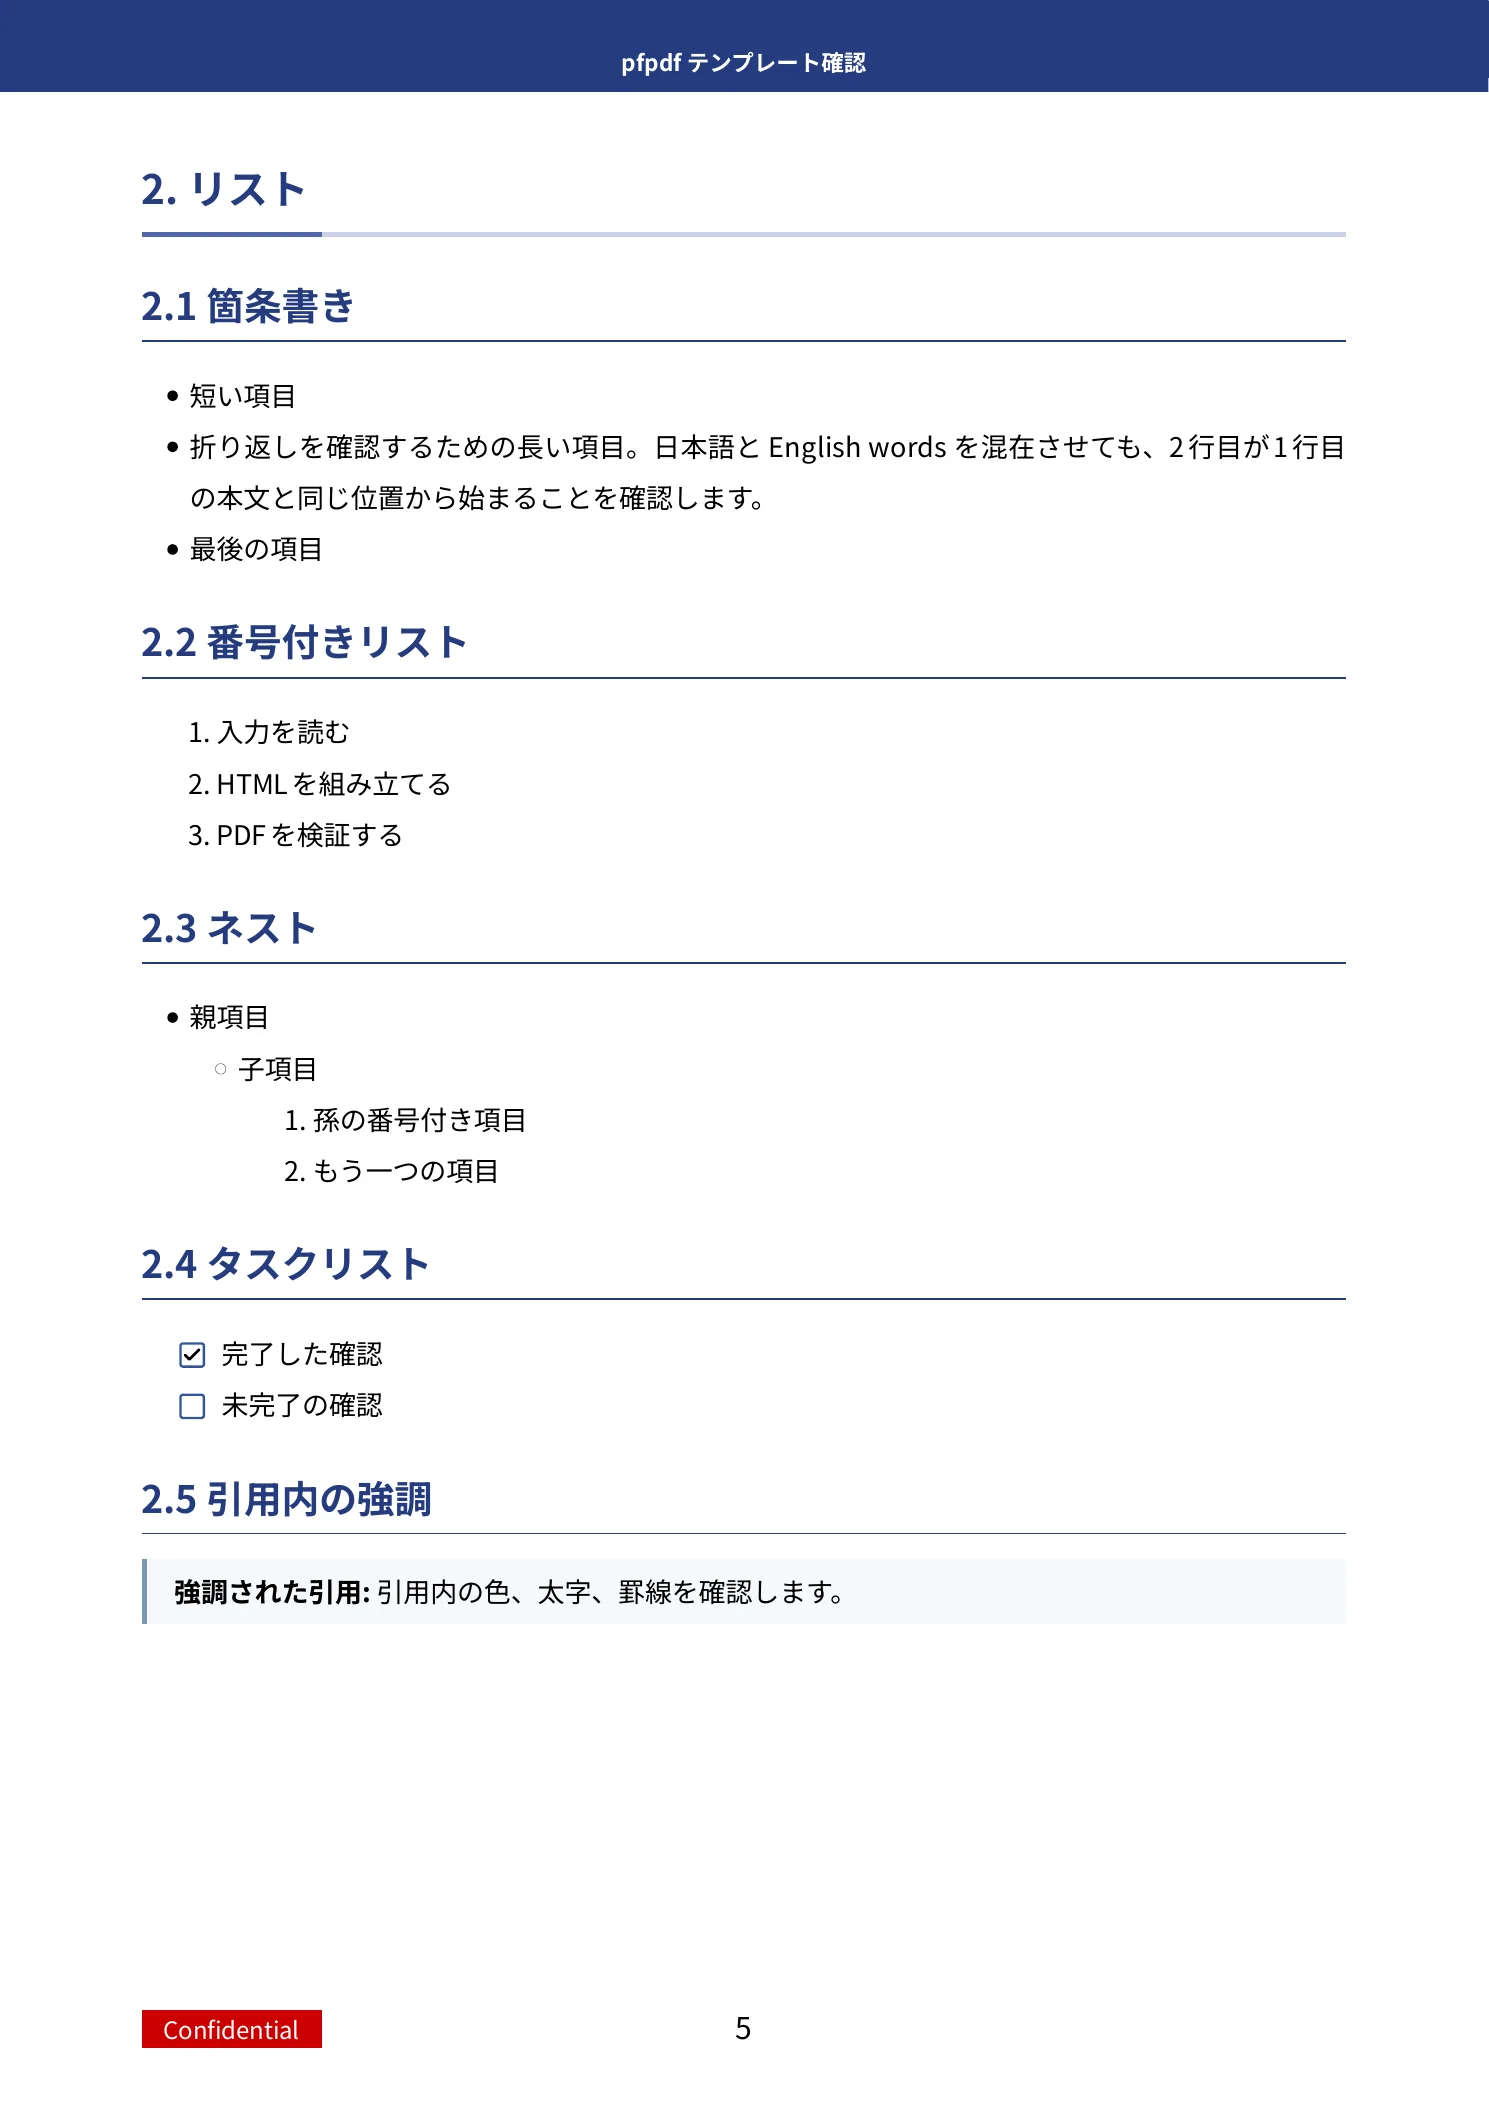 pfpdf テンプレート確認
2. リスト
2.1 箇条書き
• 短い項目
• 折り返しを確認するための長い項目。日本語と English words を混在させても、2行目が1行目
の本文と同じ位置から始まることを確認します。
• 最後の項目
2.2 番号付きリスト
1. 入力を読む
2. HTMLを組み立てる
3. PDFを検証する
2.3 ネスト
• 親項目
◦ 子項目
1. 孫の番号付き項目
2. もう一つの項目
2.4 タスクリスト
☑ 完了した確認
☐ 未完了の確認
2.5 引用内の強調
強調された引用: 引用内の色、太字、罫線を確認します。
Confidential
5